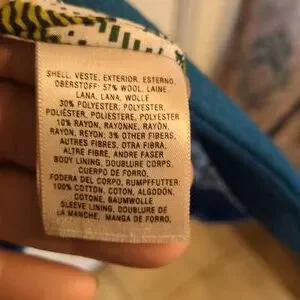 SHELL, VESTE, EXTERIOR, ESTERNO,
OBERSTOFF: 57% WOOL, LAINE,
LANA, LANA, WOLLE
30% POLYESTER, POLYESTER,
POLIÉSTER, POLIESTERE, POLYESTER
10% RAYON, RAYONNE, RAYÓN,
RAYON, REYON: 3% OTHER FIBERS,
AUTRES FIBRES, OTRA FIBRA,
ALTRE FIBRE, ANDRE FASER
BODY LINING, DOUBLURE CORPS,
CUERPO DE FORRO,
FODERA DEL CORPO, RUMPFFUTTER:
100% COTTON, COTON, ALGODÓN,
COTONE, BAUMWOLLE
SLEEVE LINING, DOUBLURE DE
LA MANCHE, MANGA DE FORRO,